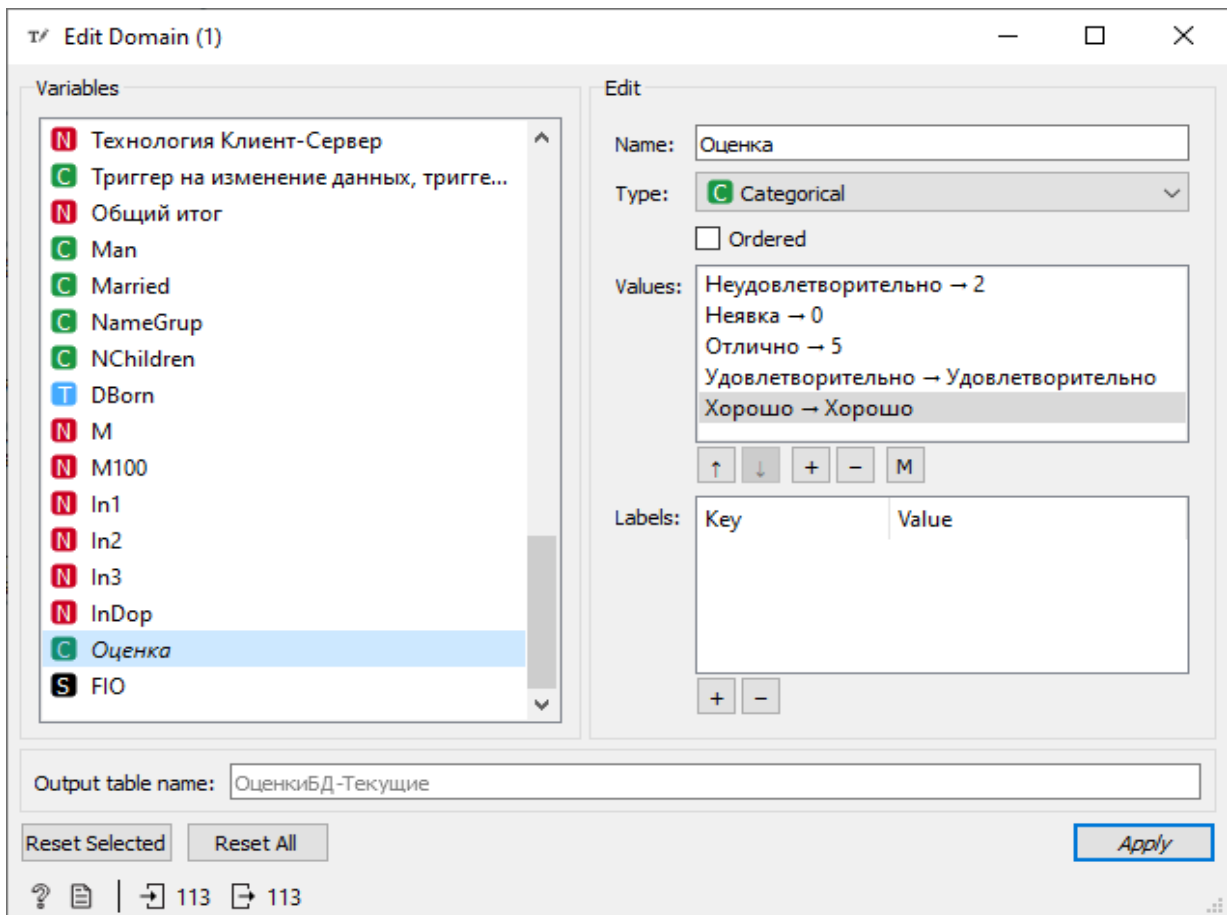 Edit Domain (1)
Variables
N Технология Клиент-Сервер
C Триггер на изменение данных, тригге...
N Общий итог
C Man
C Married
C NameGrup
C NChildren
T DBorn
N M
N M100
N In1
N In2
N In3
N InDop
C Оценка
S FIO
Edit
Name: Оценка
Type: C Categorical
Ordered
Values: Неудовлетворительно → 2
Неявка → 0
Отлично → 5
Удовлетворительно → Удовлетворительно
Хорошо → Хорошо
↑ ↓ + − M
Labels: Key Value
+ −
Output table name: ОценкиБД-Текущие
Reset Selected Reset All Apply
? 113 113